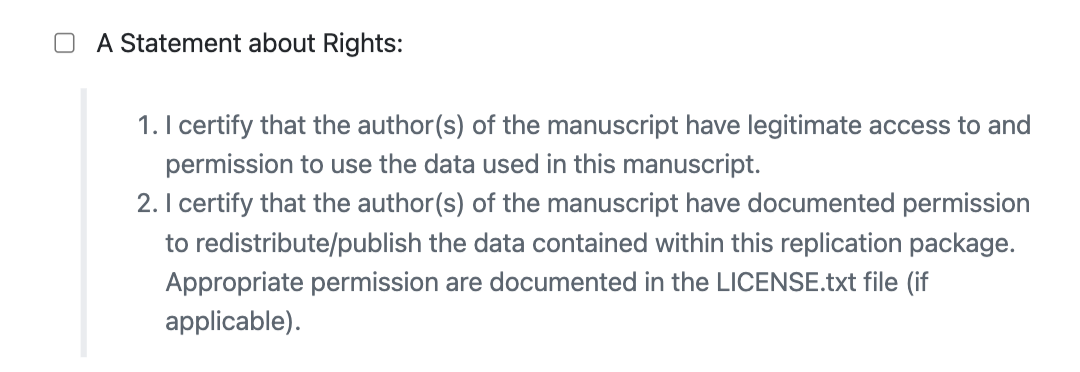 A Statement about Rights:
1. I certify that the author(s) of the manuscript have legitimate access to and
permission to use the data used in this manuscript.
2. I certify that the author(s) of the manuscript have documented permission
to redistribute/publish the data contained within this replication package.
Appropriate permission are documented in the LICENSE.txt file (if
applicable).